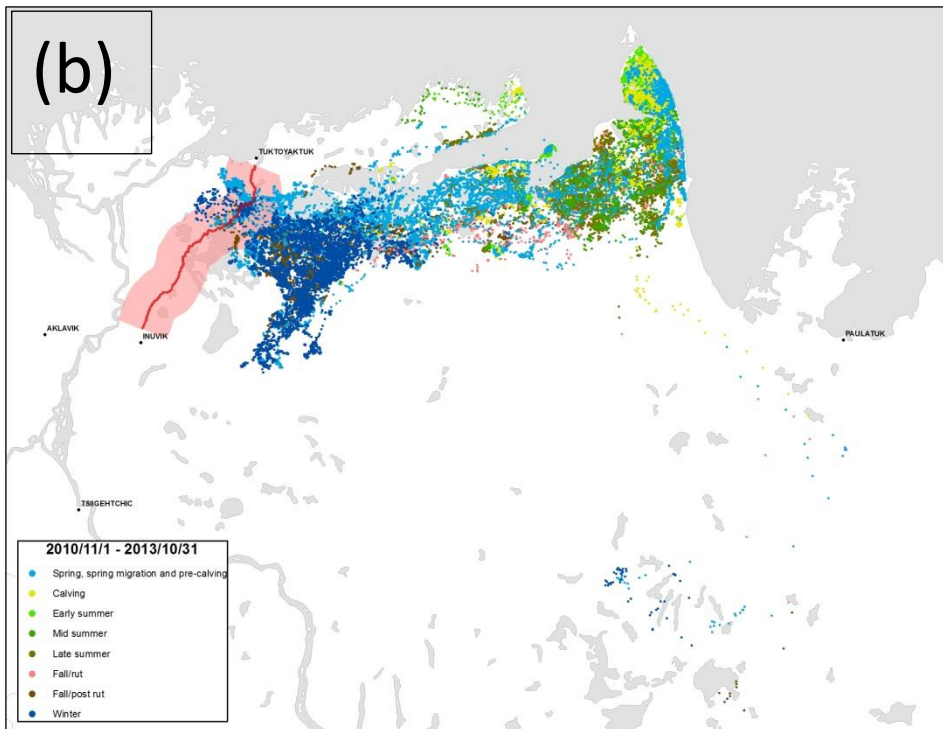 (b)
TUKTOYAKTUK
AKLAVIK
INUVIK
PAULATUK
TSIIGEHTCHIC
2010/11/1 - 2013/10/31
Spring, spring migration and pre-calving
Calving
Early summer
Mid summer
Late summer
Fall/rut
Fall/post rut
Winter